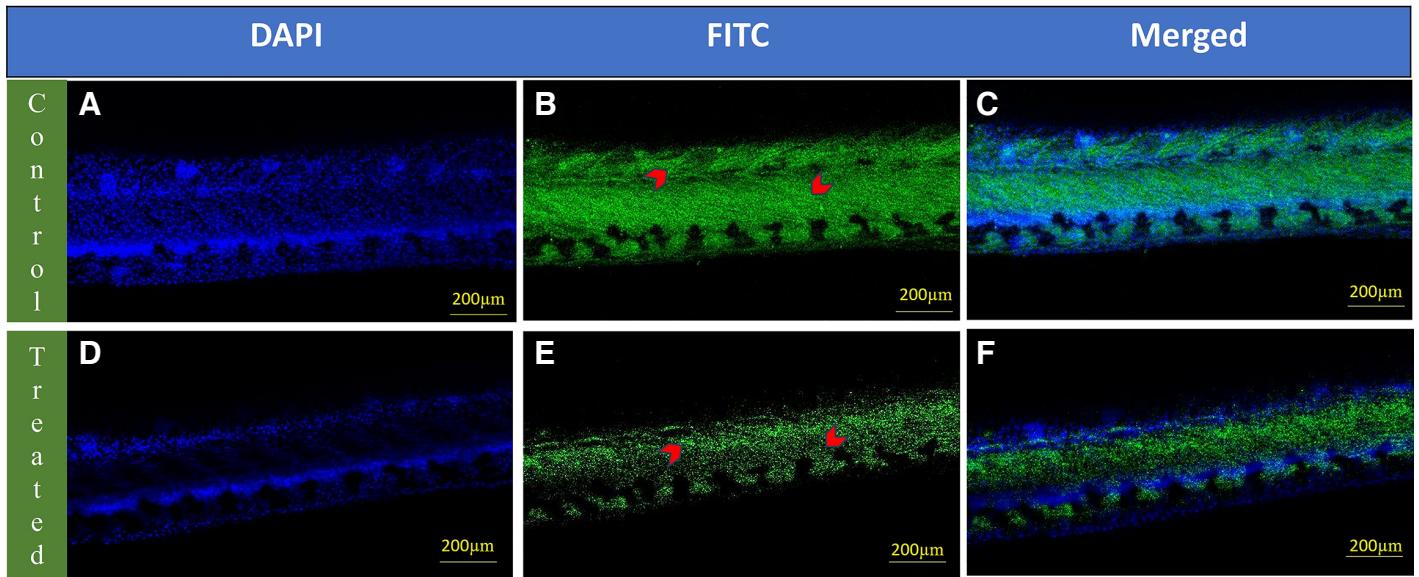 DAPI FITC Merged
Control
A B C
200μm 200μm 200μm
Treated
D E F
200μm 200μm 200μm